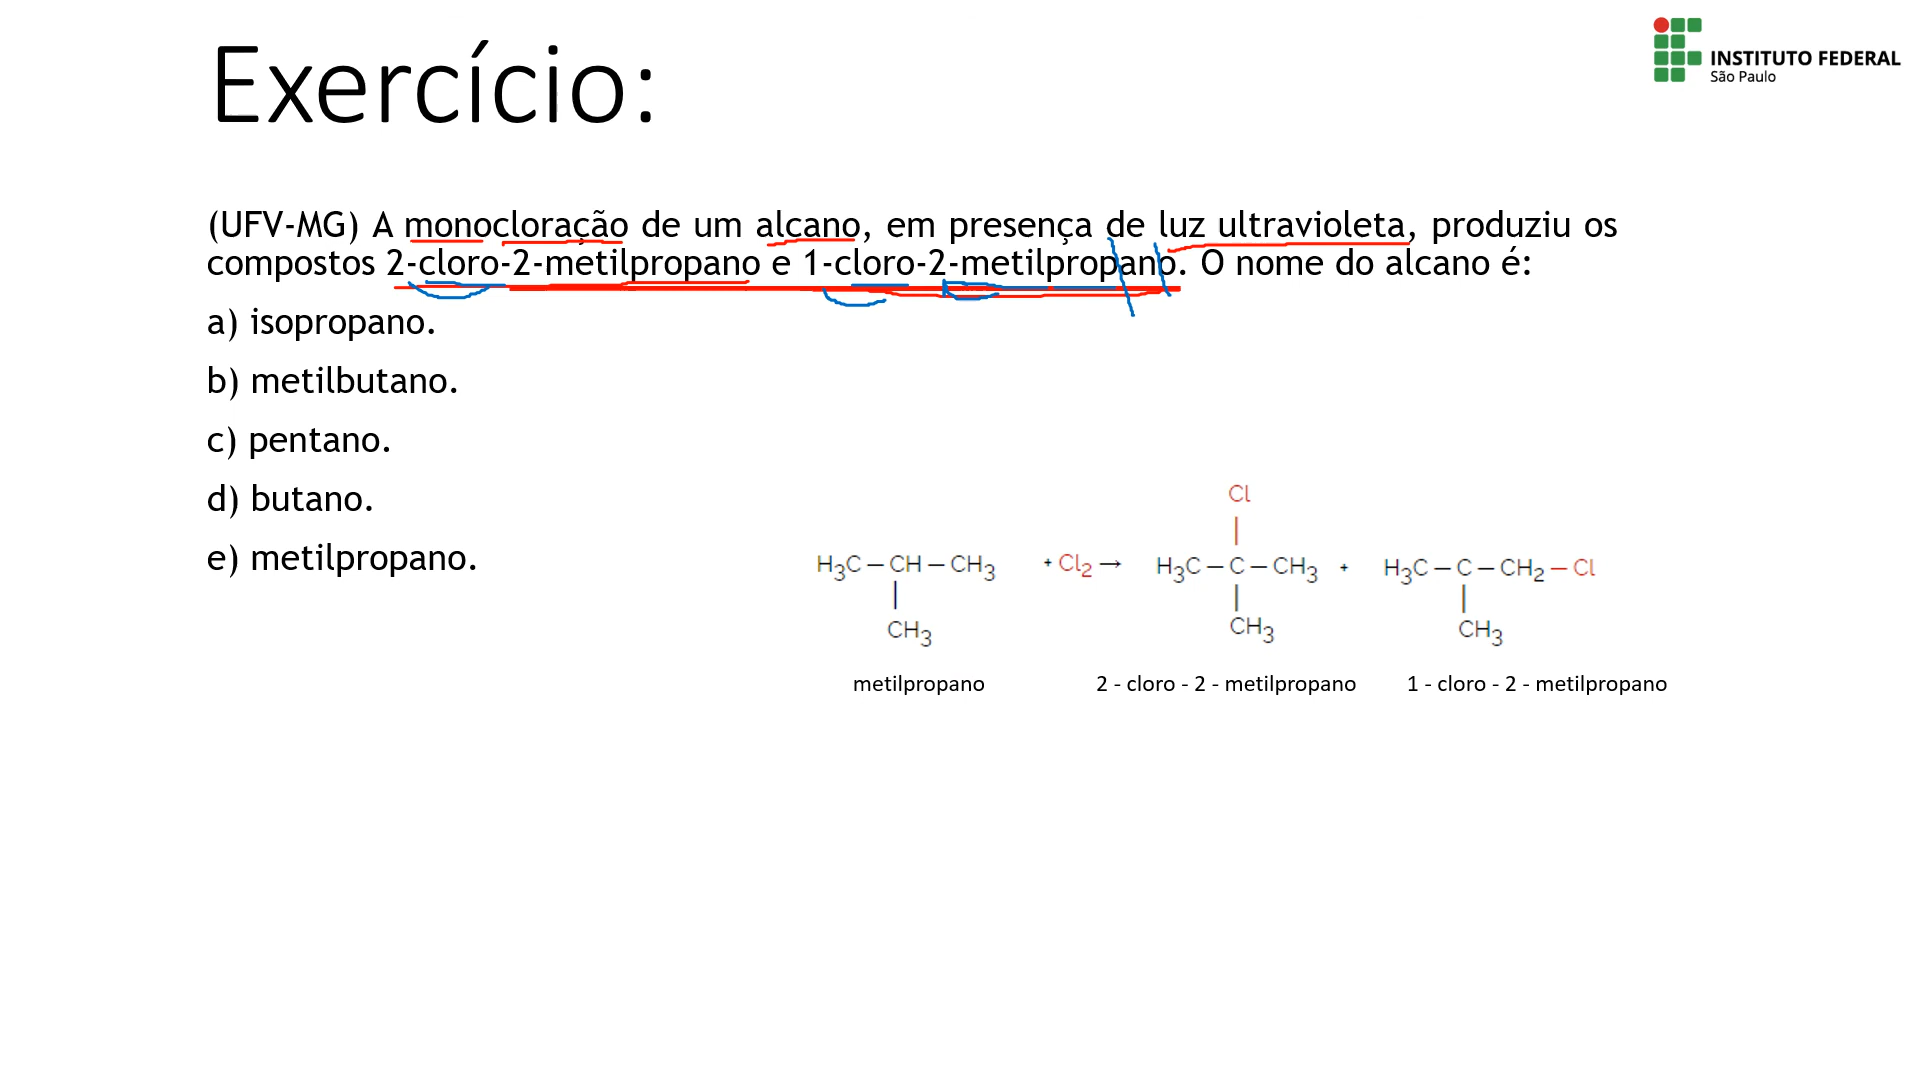 Exercício:
INSTITUTO FEDERAL
São Paulo
(UFV-MG) A monocloração de um alcano, em presença de luz ultravioleta, produziu os
compostos 2-cloro-2-metilpropano e 1-cloro-2-metilpropano. O nome do alcano é:
a) isopropano.
b) metilbutano.
c) pentano.
d) butano.
e) metilpropano.
Cl
H₃C — CH — CH₃ + Cl₂ → H₃C — C — CH₃ + H₃C — C — CH₂ — Cl
CH₃ CH₃ CH₃
metilpropano 2 - cloro - 2 - metilpropano 1 - cloro - 2 - metilpropano